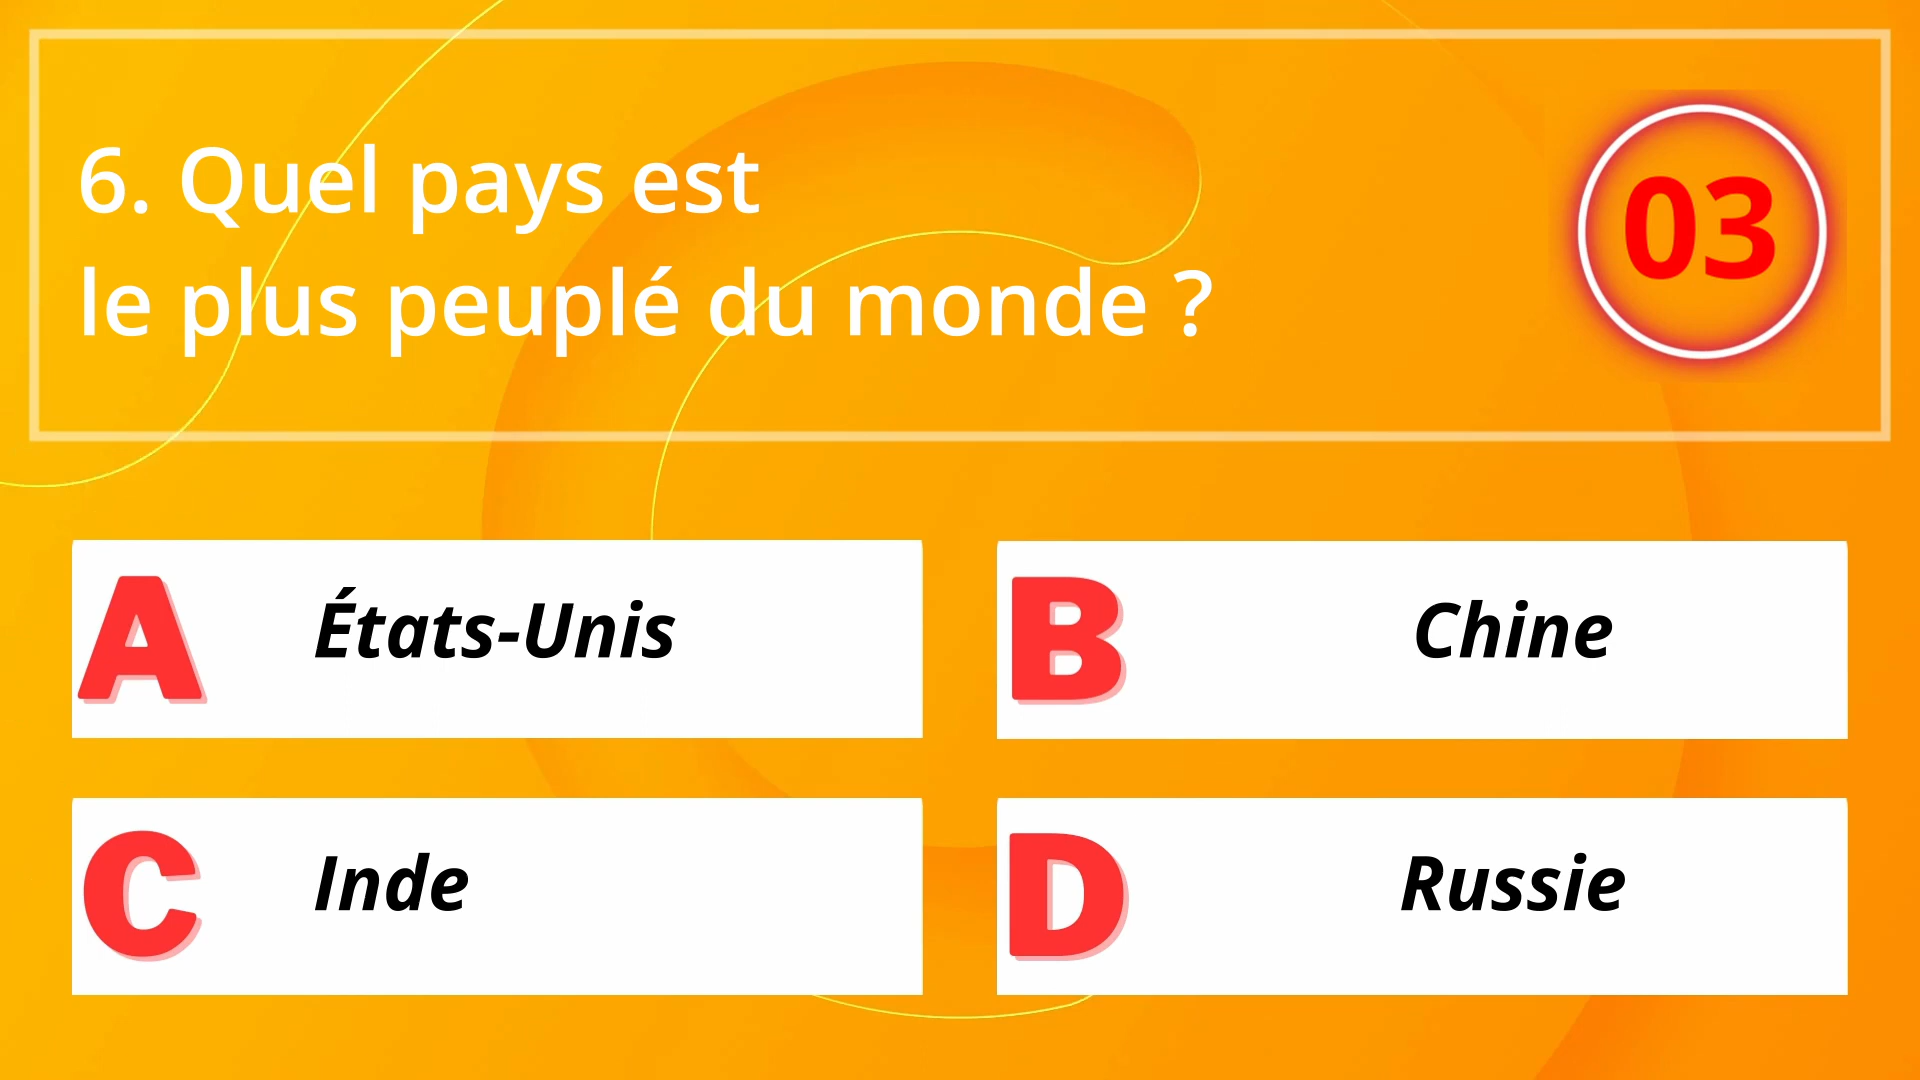 6. Quel pays est
le plus peuplé du monde ?
03
A États-Unis
B Chine
C Inde
D Russie